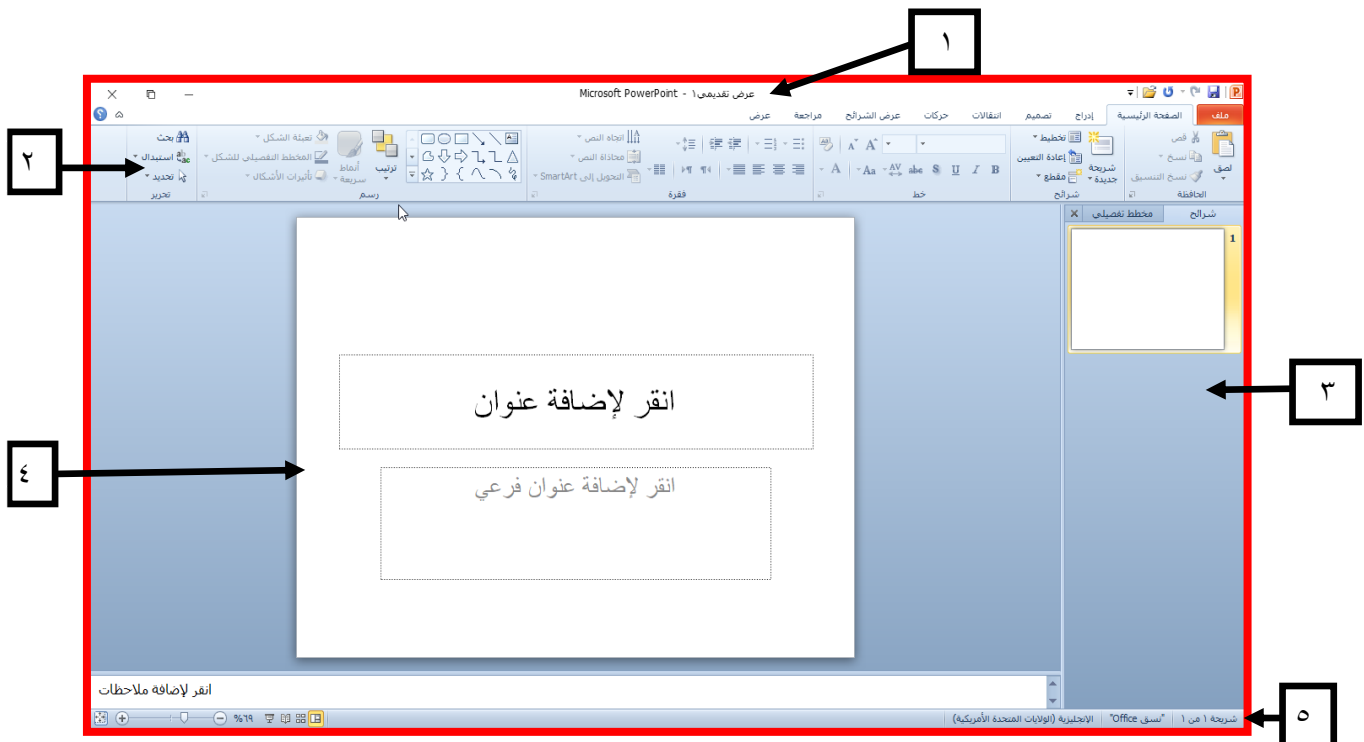 ١
عرض تقديمي١ - Microsoft PowerPoint
ملف الصفحة الرئيسية إدراج تصميم انتقالات حركات عرض الشرائح مراجعة عرض
لصق
قص
نسخ
نسخ التنسيق
الحافظة
شريحة جديدة
تخطيط
إعادة التعيين
مقطع
شرائح
B I U S abc AV Aa A
خط
اتجاه النص
محاذاة النص
التحويل إلى SmartArt
فقرة
ترتيب
أنماط سريعة
تعبئة الشكل
المخطط التفصيلي للشكل
تأثيرات الأشكال
رسم
بحث
استبدال
تحديد
تحرير
٢
شرائح مخطط تفصيلي
1
٣
انقر لإضافة عنوان
انقر لإضافة عنوان فرعي
٤
انقر لإضافة ملاحظات
شريحة ١ من ١ "نسق Office" الإنجليزية (الولايات المتحدة الأمريكية) ٦٩%
٥